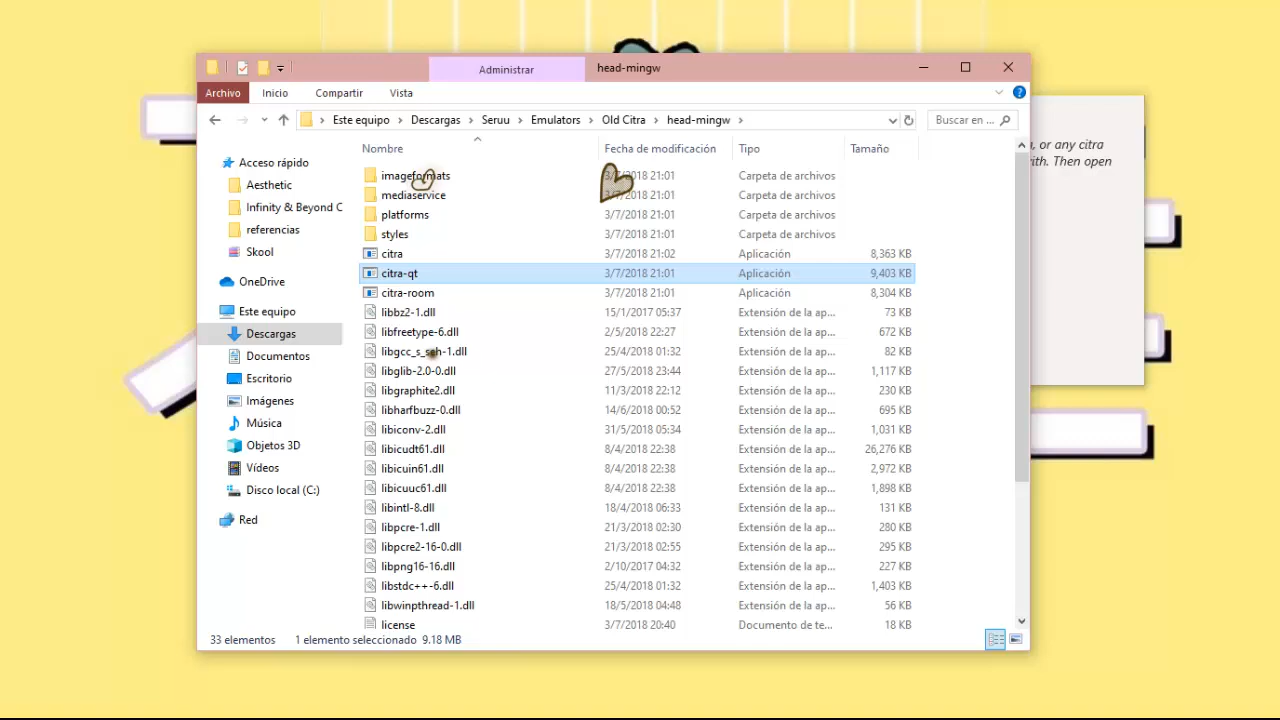 Administrar
head-mingw
Archivo Inicio Compartir Vista
Este equipo Descargas Seruu Emulators Old Citra head-mingw Buscar en ...
, or any citra
ith. Then open
Nombre Fecha de modificación Tipo Tamaño
Acceso rápido
Aesthetic
Infinity & Beyond C
referencias
Skool
OneDrive
Este equipo
Descargas
Documentos
Escritorio
Imágenes
Música
Objetos 3D
Vídeos
Disco local (C:)
Red
imageformats 3/7/2018 21:01 Carpeta de archivos
mediaservice 3/7/2018 21:01 Carpeta de archivos
platforms 3/7/2018 21:01 Carpeta de archivos
styles 3/7/2018 21:01 Carpeta de archivos
citra 3/7/2018 21:02 Aplicación 8,363 KB
citra-qt 3/7/2018 21:01 Aplicación 9,403 KB
citra-room 3/7/2018 21:01 Aplicación 8,304 KB
libbz2-1.dll 15/1/2017 05:37 Extensión de la ap... 73 KB
libfreetype-6.dll 2/5/2018 22:27 Extensión de la ap... 672 KB
libgcc_s_seh-1.dll 25/4/2018 01:32 Extensión de la ap... 82 KB
libglib-2.0-0.dll 27/5/2018 23:44 Extensión de la ap... 1,117 KB
libgraphite2.dll 11/3/2018 22:12 Extensión de la ap... 230 KB
libharfbuzz-0.dll 14/6/2018 00:52 Extensión de la ap... 695 KB
libiconv-2.dll 31/5/2018 05:34 Extensión de la ap... 1,031 KB
libicudt61.dll 8/4/2018 22:38 Extensión de la ap... 26,276 KB
libicuin61.dll 8/4/2018 22:38 Extensión de la ap... 2,972 KB
libicuuc61.dll 8/4/2018 22:38 Extensión de la ap... 1,898 KB
libintl-8.dll 18/4/2018 06:33 Extensión de la ap... 131 KB
libpcre-1.dll 21/3/2018 02:30 Extensión de la ap... 280 KB
libpcre2-16-0.dll 21/3/2018 02:55 Extensión de la ap... 295 KB
libpng16-16.dll 2/10/2017 04:32 Extensión de la ap... 227 KB
libstdc++-6.dll 25/4/2018 01:32 Extensión de la ap... 1,403 KB
libwinpthread-1.dll 18/5/2018 04:48 Extensión de la ap... 56 KB
license 3/7/2018 20:40 Documento de te... 18 KB
33 elementos 1 elemento seleccionado 9.18 MB